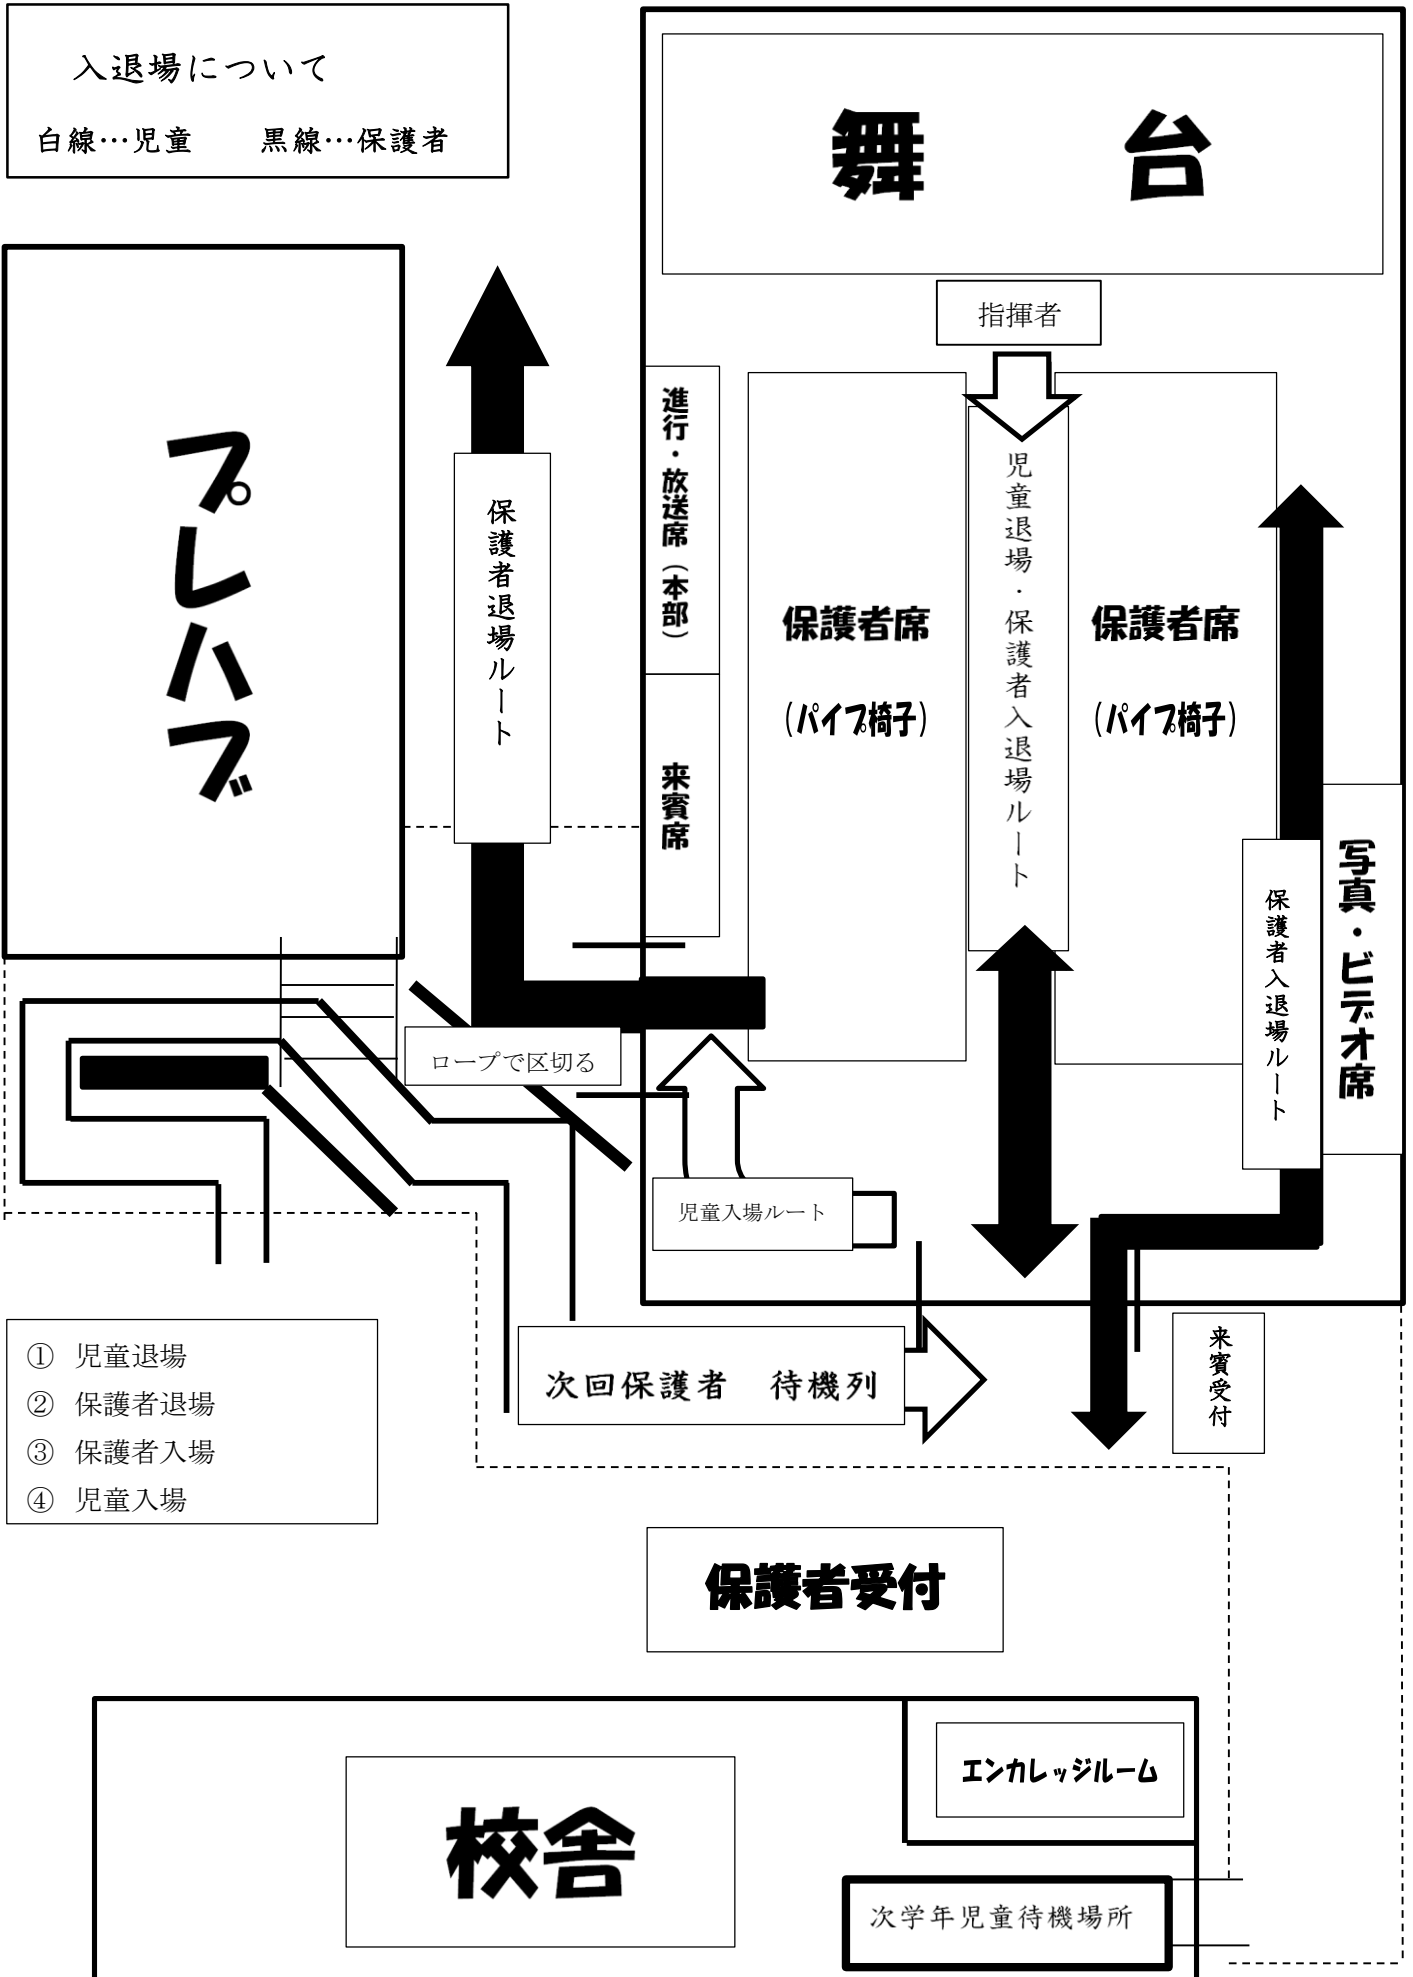 入退場について
白線…児童　　黒線…保護者
舞　台
指揮者
プレハブ
保護者退場ルート
進行・放送席（本部）
来賓席
保護者席
（パイプ椅子）
児童退場・保護者入退場ルート
保護者席
（パイプ椅子）
保護者入退場ルート
写真・ビデオ席
ロープで区切る
児童入場ルート
次回保護者　待機列
来賓受付
① 児童退場
② 保護者退場
③ 保護者入場
④ 児童入場
保護者受付
エンカレッジルーム
校舎
次学年児童待機場所